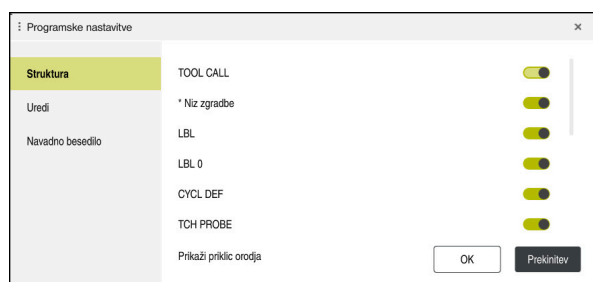 Programske nastavitve
Struktura
Uredi
Navadno besedilo
TOOL CALL
* Niz zgradbe
LBL
LBL 0
CYCL DEF
TCH PROBE
Prikaži priklic orodja
OK
Prekinitev